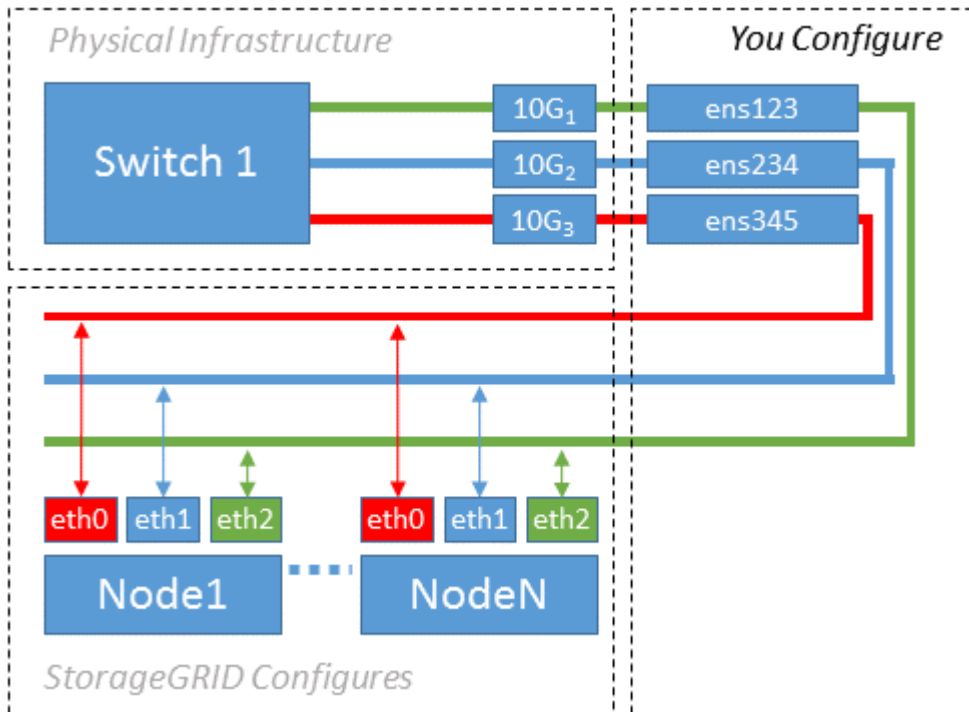 Physical Infrastructure
You Configure
Switch 1
10G₁
ens123
10G₂
ens234
10G₃
ens345
eth0 eth1 eth2 eth0 eth1 eth2
Node1 NodeN
StorageGRID Configures